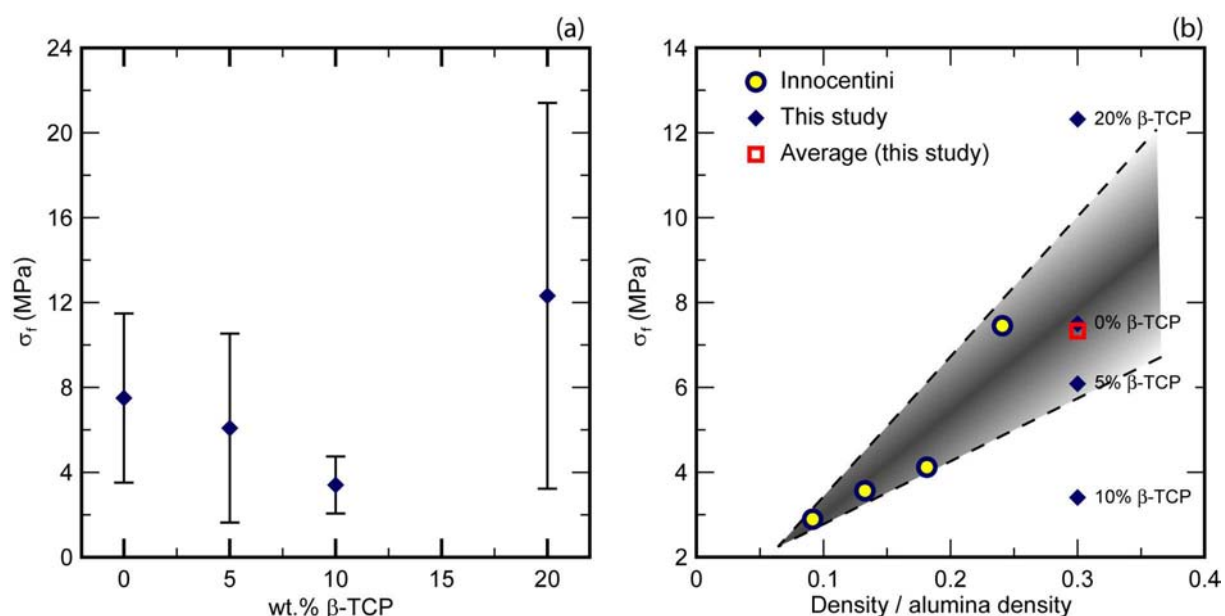 (a)
24
20
16
12
8
4
0
σf (MPa)
0 5 10 15 20
wt.% β-TCP
(b)
14
12
10
8
6
4
2
σf (MPa)
Innocentini
This study
Average (this study)
20% β-TCP
0% β-TCP
5% β-TCP
10% β-TCP
0 0.1 0.2 0.3 0.4
Density / alumina density